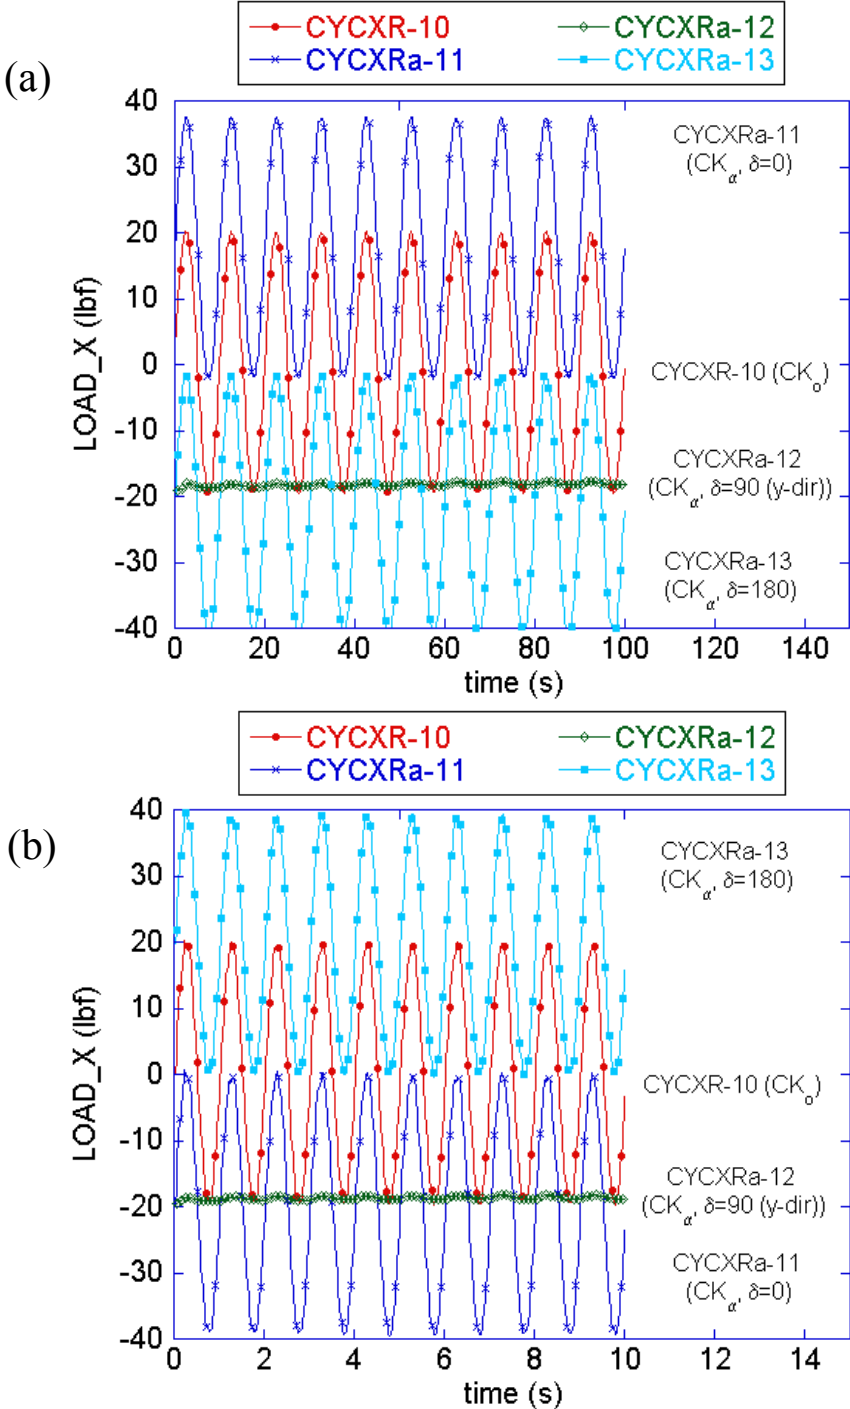 CYCXR-10 CYCXRa-12
CYCXRa-11 CYCXRa-13
(a)
40
30
20
10
0
-10
-20
-30
-40
LOAD_X (lbf)
CYCXRa-11
(CKα, δ=0)
CYCXR-10 (CKo)
CYCXRa-12
(CKα, δ=90 (y-dir))
CYCXRa-13
(CKα, δ=180)
0 20 40 60 80 100 120 140
time (s)
CYCXR-10 CYCXRa-12
CYCXRa-11 CYCXRa-13
(b)
40
30
20
10
0
-10
-20
-30
-40
LOAD_X (lbf)
CYCXRa-13
(CKα, δ=180)
CYCXR-10 (CKo)
CYCXRa-12
(CKα, δ=90 (y-dir))
CYCXRa-11
(CKα, δ=0)
0 2 4 6 8 10 12 14
time (s)